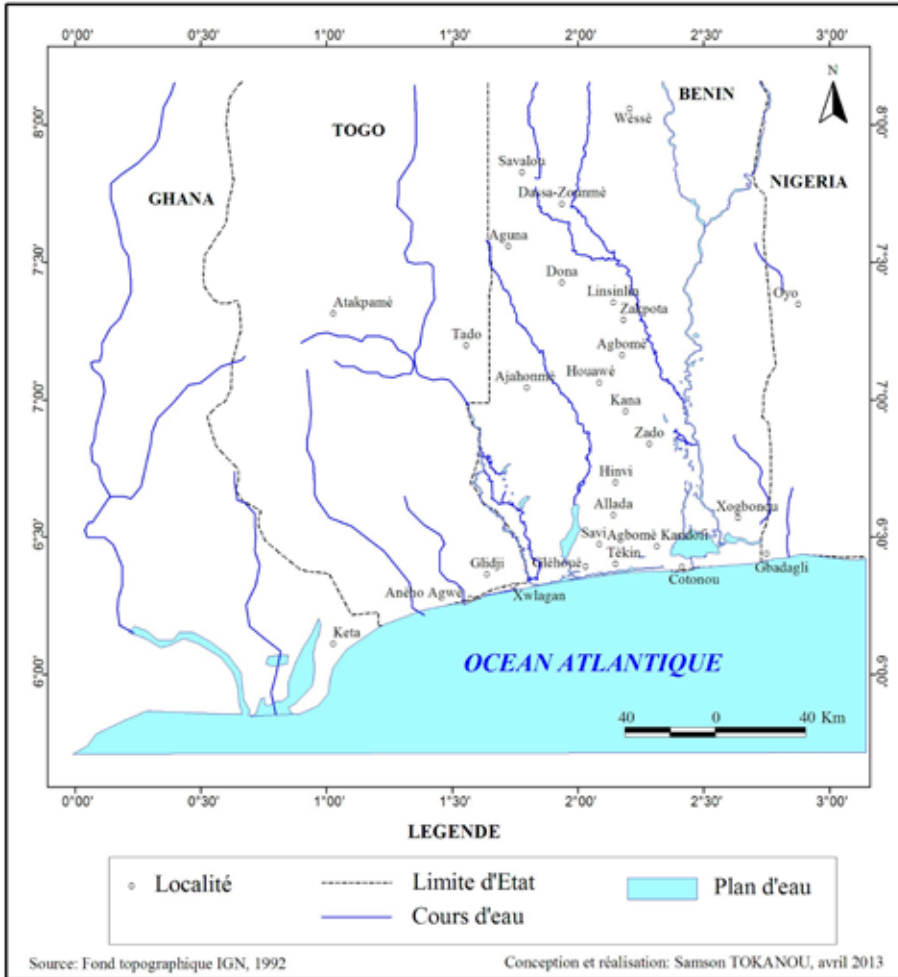 0°00' 0°30' 1°00' 1°30' 2°00' 2°30' 3°00'
N
BENIN
8°00' TOGO Wèssè 8°00'
Savalou
GHANA Dassa-Zounmè NIGERIA
Aguna
7°30' 7°30'
Dona
Linsinlin Oyo
Atakpamé Zakpota
Tado Agbomè
Ajahonmè Houawé
7°00' Kana 7°00'
Zado
Hinvi
Allada Xogbonou
6°30' Savi Agbomè Kandofi 6°30'
Glidji Gléhoué Tèkin Gbadagli
Aného Agwe Xwlagan Cotonou
Keta
6°00' OCEAN ATLANTIQUE 6°00'
40 0 40 Km
0°00' 0°30' 1°00' 1°30' 2°00' 2°30' 3°00'
LEGENDE
Localité Limite d'Etat Plan d'eau
Cours d'eau
Source: Fond topographique IGN, 1992 Conception et réalisation: Samson TOKANOU, avril 2013